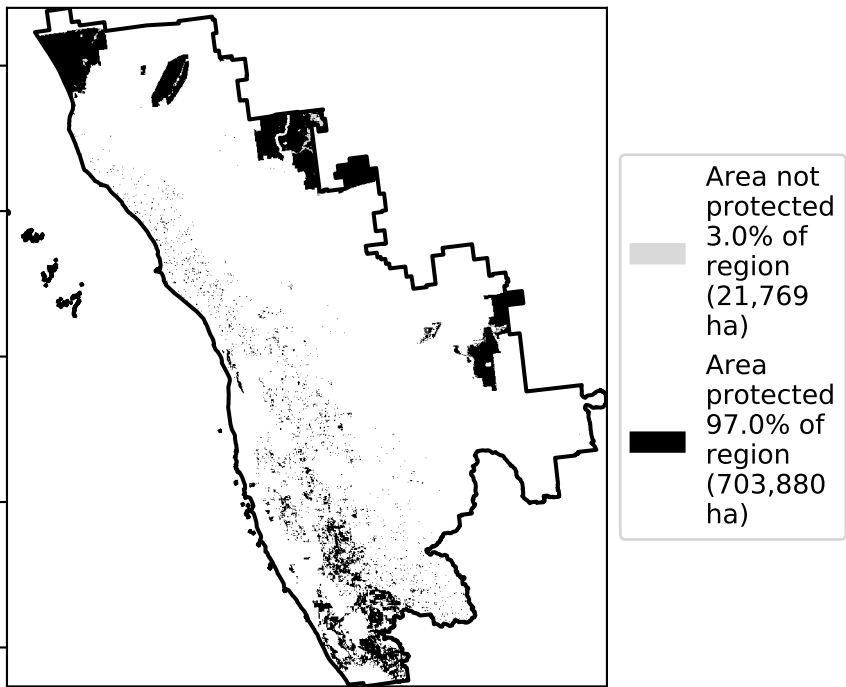 Area not
protected
3.0% of
region
(21,769
ha)
Area
protected
97.0% of
region
(703,880
ha)